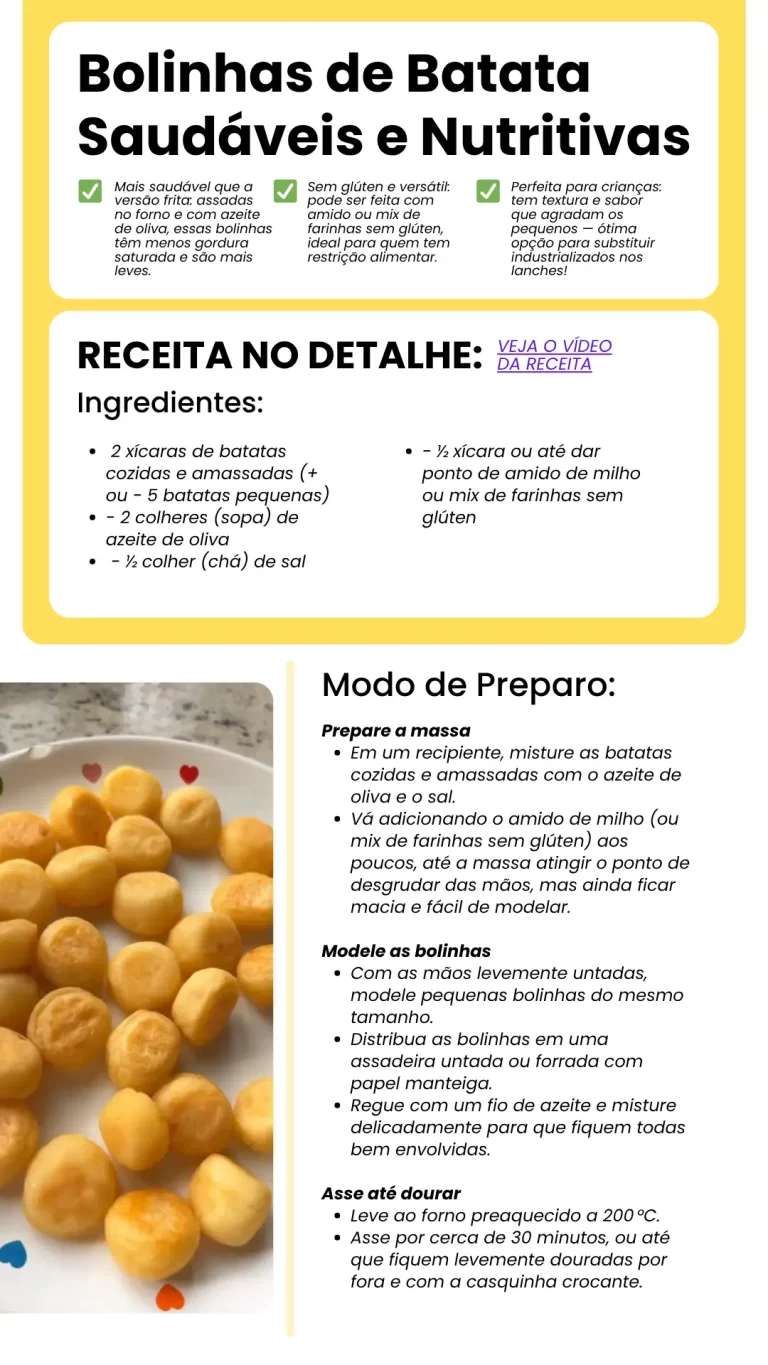 Bolinhas de Batata
Saudáveis e Nutritivas
Mais saudável que a
versão frita: assadas
no forno e com azeite
de oliva, essas bolinhas
têm menos gordura
saturada e são mais
leves.
Sem glúten e versátil:
pode ser feita com
amido ou mix de
farinhas sem glúten,
ideal para quem tem
restrição alimentar.
Perfeita para crianças:
tem textura e sabor
que agradam os
pequenos — ótima
opção para substituir
industrializados nos
lanches!
RECEITA NO DETALHE:
VEJA O VÍDEO
DA RECEITA
Ingredientes:
• 2 xícaras de batatas
cozidas e amassadas (+
ou - 5 batatas pequenas)
• - 2 colheres (sopa) de
azeite de oliva
• - ½ colher (chá) de sal
• - ½ xícara ou até dar
ponto de amido de milho
ou mix de farinhas sem
glúten
Modo de Preparo:
Prepare a massa
• Em um recipiente, misture as batatas
cozidas e amassadas com o azeite de
oliva e o sal.
• Vá adicionando o amido de milho (ou
mix de farinhas sem glúten) aos
poucos, até a massa atingir o ponto de
desgrudar das mãos, mas ainda ficar
macia e fácil de modelar.
Modele as bolinhas
• Com as mãos levemente untadas,
modele pequenas bolinhas do mesmo
tamanho.
• Distribua as bolinhas em uma
assadeira untada ou forrada com
papel manteiga.
• Regue com um fio de azeite e misture
delicadamente para que fiquem todas
bem envolvidas.
Asse até dourar
• Leve ao forno preaquecido a 200 °C.
• Asse por cerca de 30 minutos, ou até
que fiquem levemente douradas por
fora e com a casquinha crocante.